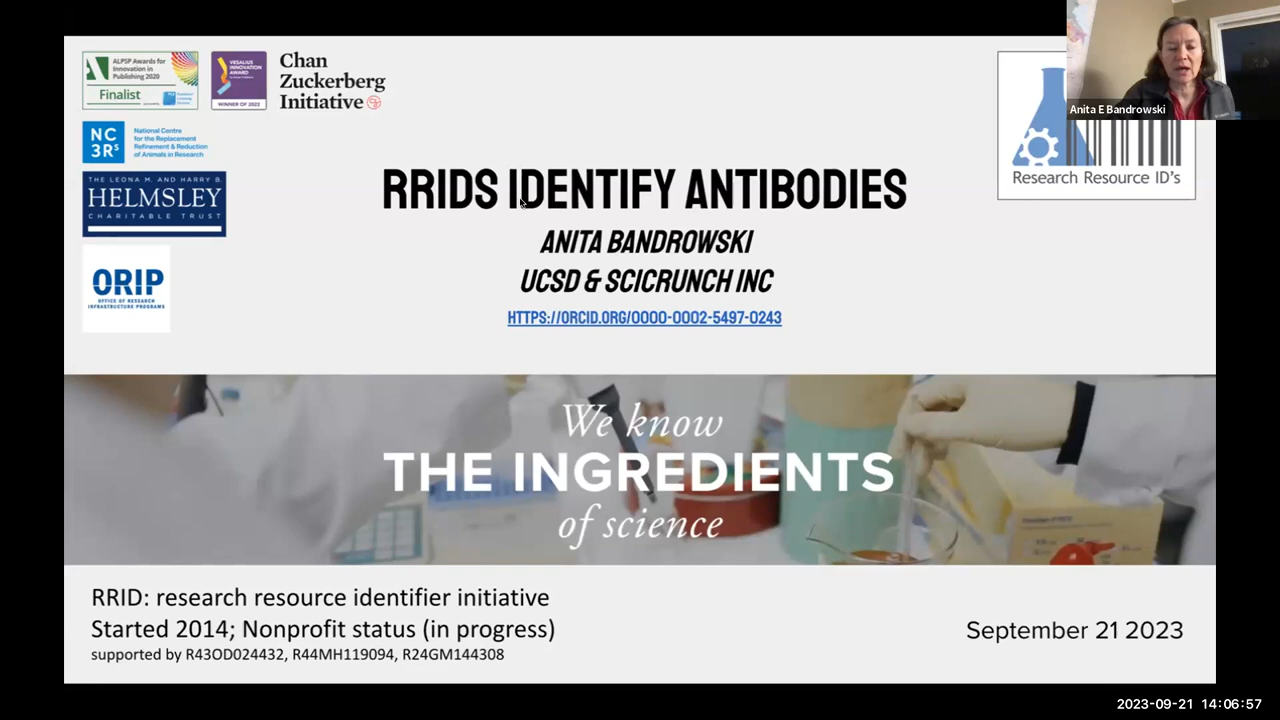 ALPSP Awards for
Innovation in
Publishing 2020
Finalist
VESALIUS
INNOVATION
AWARD
WINNER OF 2022
Chan
Zuckerberg
Initiative
NC
3Rs
National Centre
for the Replacement
Refinement & Reduction
of Animals in Research
THE LEONA M. AND HARRY B.
HELMSLEY
CHARITABLE TRUST
ORIP
OFFICE OF RESEARCH
INFRASTRUCTURE PROGRAMS
RRIDS IDENTIFY ANTIBODIES
ANITA BANDROWSKI
UCSD & SCICRUNCH INC
HTTPS://ORCID.ORG/0000-0002-5497-0243
Anita E Bandrowski
Research Resource ID's
We know
THE INGREDIENTS
of science
RRID: research resource identifier initiative
Started 2014; Nonprofit status (in progress)
supported by R43OD024432, R44MH119094, R24GM144308
September 21 2023
2023-09-21 14:06:57